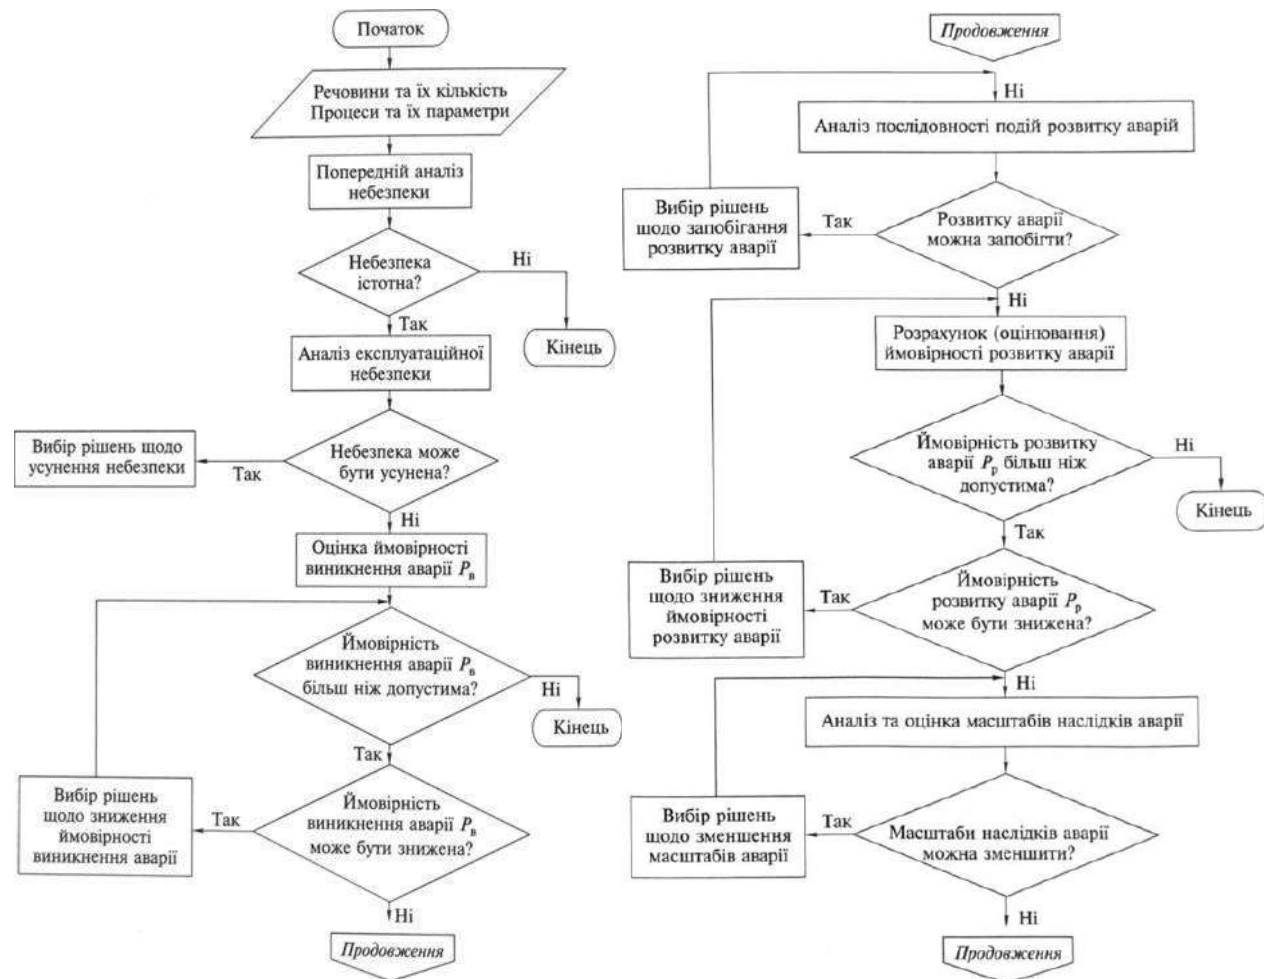 Початок
Речовини та їх кількість
Процеси та їх параметри
Попередній аналіз
небезпеки
Небезпека
істотна?
Ні
Кінець
Так
Аналіз експлуатаційної
небезпеки
Небезпека може
бути усунена?
Так
Вибір рішень щодо
усунення небезпеки
Ні
Оцінка ймовірності
виникнення аварії Pв
Ймовірність
виникнення аварії Pв
більш ніж допустима?
Ні
Кінець
Так
Ймовірність
виникнення аварії Pв
може бути знижена?
Так
Вибір рішень
щодо зниження
ймовірності
виникнення аварії
Ні
Продовження
Продовження
Ні
Аналіз послідовності подій розвитку аварій
Розвитку аварії
можна запобігти?
Так
Вибір рішень
щодо запобігання
розвитку аварії
Ні
Розрахунок (оцінювання)
ймовірності розвитку аварії
Ймовірність розвитку
аварії Pр більш ніж
допустима?
Ні
Кінець
Так
Ймовірність
розвитку аварії Pр
може бути знижена?
Так
Вибір рішень
щодо зниження
ймовірності
розвитку аварії
Ні
Аналіз та оцінка масштабів наслідків аварії
Масштаби наслідків аварії
можна зменшити?
Так
Вибір рішень
щодо зменшення
масштабів аварії
Ні
Продовження